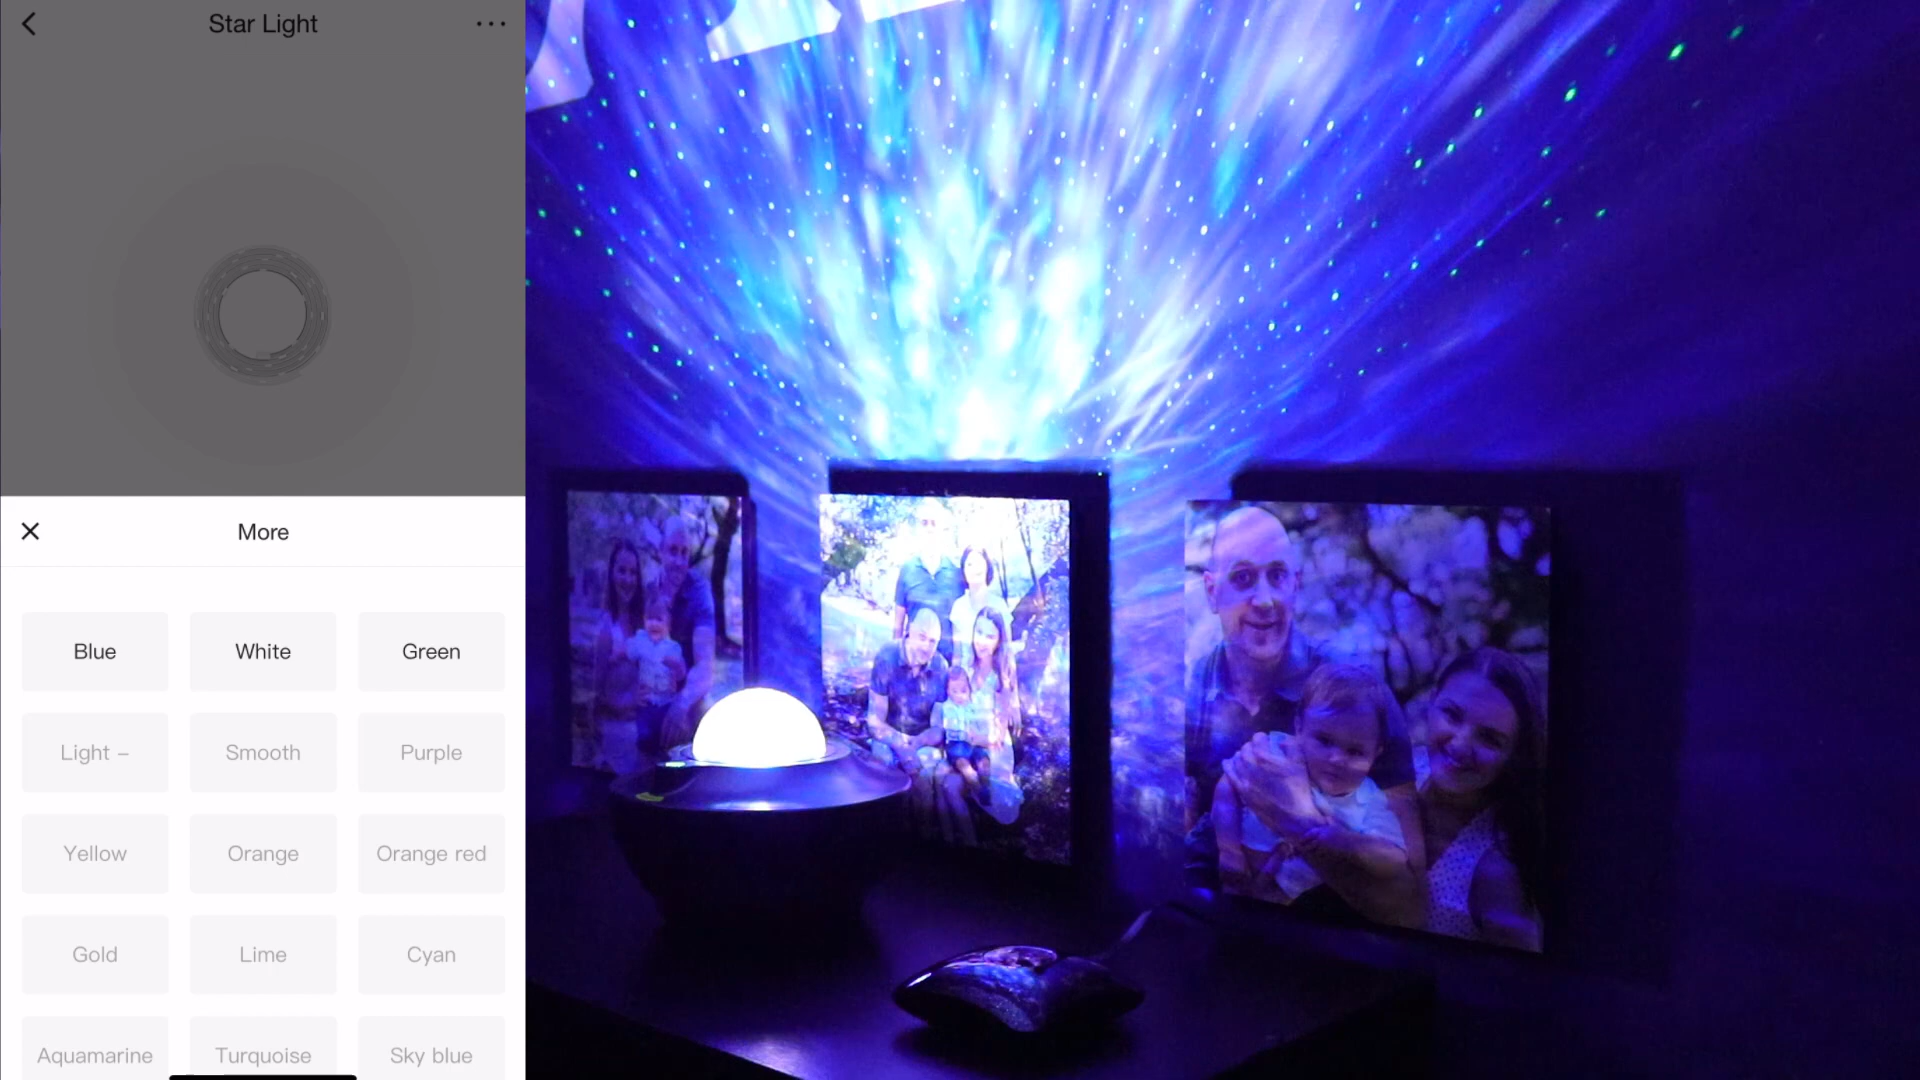 Star Light
More
Blue
White
Green
Light –
Smooth
Purple
Yellow
Orange
Orange red
Gold
Lime
Cyan
Aquamarine
Turquoise
Sky blue